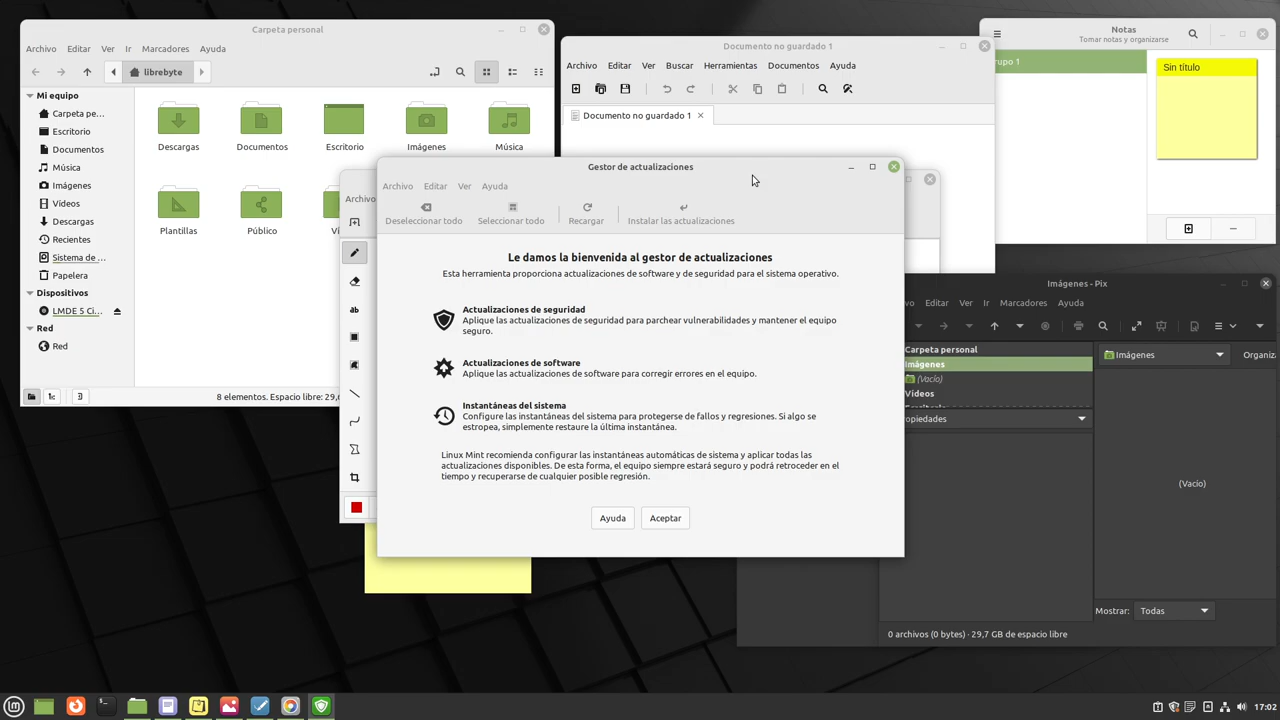 Carpeta personal
Archivo Editar Ver Ir Marcadores Ayuda
librebyte
Mi equipo
Carpeta pe...
Escritorio
Documentos
Música
Imágenes
Vídeos
Descargas
Recientes
Sistema de ...
Papelera
Dispositivos
LMDE 5 Ci...
Red
Red
Descargas Documentos Escritorio Imágenes Música
Plantillas Público
8 elementos. Espacio libre: 29,
Documento no guardado 1
Archivo Editar Ver Buscar Herramientas Documentos Ayuda
Documento no guardado 1
Notas
Tomar notas y organizarse
rupo 1
Sin título
Archivo
ab
Gestor de actualizaciones
Archivo Editar Ver Ayuda
Deseleccionar todo Seleccionar todo Recargar Instalar las actualizaciones
Le damos la bienvenida al gestor de actualizaciones
Esta herramienta proporciona actualizaciones de software y de seguridad para el sistema operativo.
Actualizaciones de seguridad
Aplique las actualizaciones de seguridad para parchear vulnerabilidades y mantener el equipo
seguro.
Actualizaciones de software
Aplique las actualizaciones de software para corregir errores en el equipo.
Instantáneas del sistema
Configure las instantáneas del sistema para protegerse de fallos y regresiones. Si algo se
estropea, simplemente restaure la última instantánea.
Linux Mint recomienda configurar las instantáneas automáticas de sistema y aplicar todas las
actualizaciones disponibles. De esta forma, el equipo siempre estará seguro y podrá retroceder en el
tiempo y recuperarse de cualquier posible regresión.
Ayuda Aceptar
Imágenes - Pix
vo Editar Ver Ir Marcadores Ayuda
Carpeta personal
Imágenes
(Vacío)
Vídeos
opiedades
Imágenes
Organiz
(Vacío)
Mostrar: Todas
0 archivos (0 bytes) · 29,7 GB de espacio libre
17:02